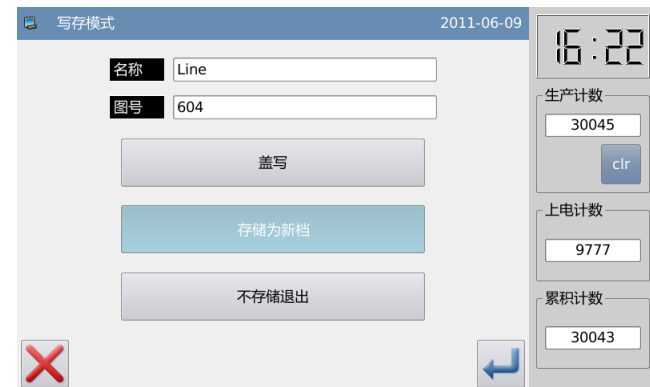 写存模式 2011-06-09
16:22
名称 Line
图号 604
盖写
存储为新档
不存储退出
生产计数
30045
clr
上电计数
9777
累积计数
30043